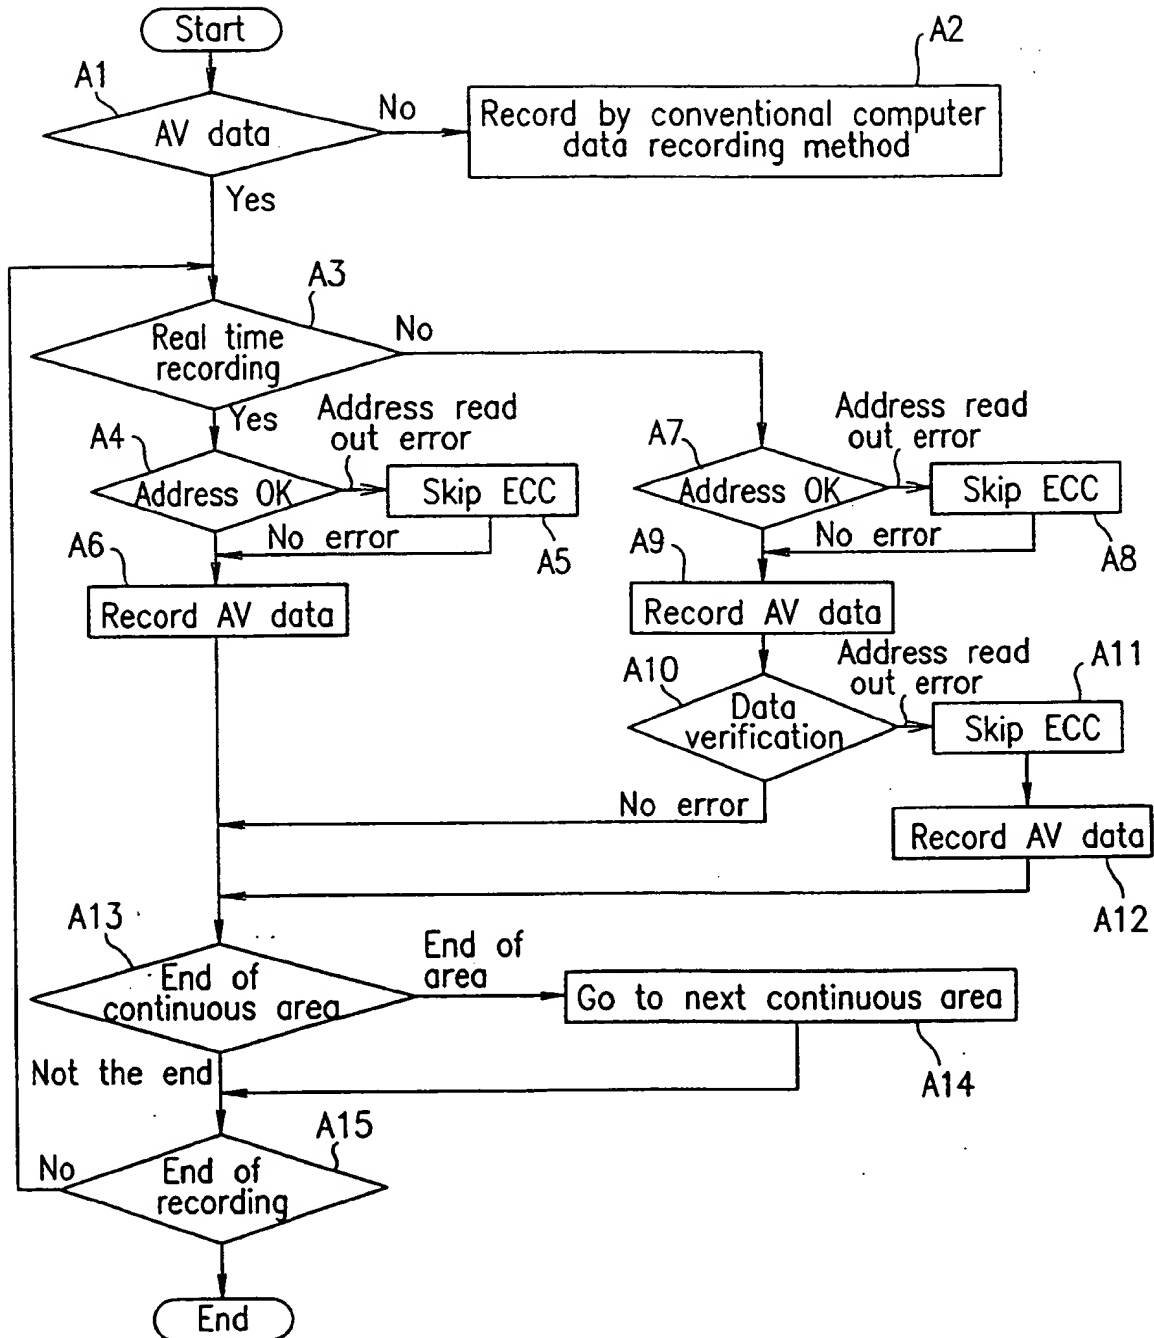 Start
A1
A2
AV data
No
Record by conventional computer
data recording method
Yes
A3
Real time
recording
No
Yes
A4
Address read
out error
Address OK
Skip ECC
A5
No error
A6
Record AV data
A7
Address read
out error
Address OK
Skip ECC
A8
No error
A9
Record AV data
A10
Address read
out error
A11
Data
verification
Skip ECC
No error
Record AV data
A12
A13
End of
continuous area
End of
area
Go to next continuous area
A14
Not the end
A15
No
End of
recording
End